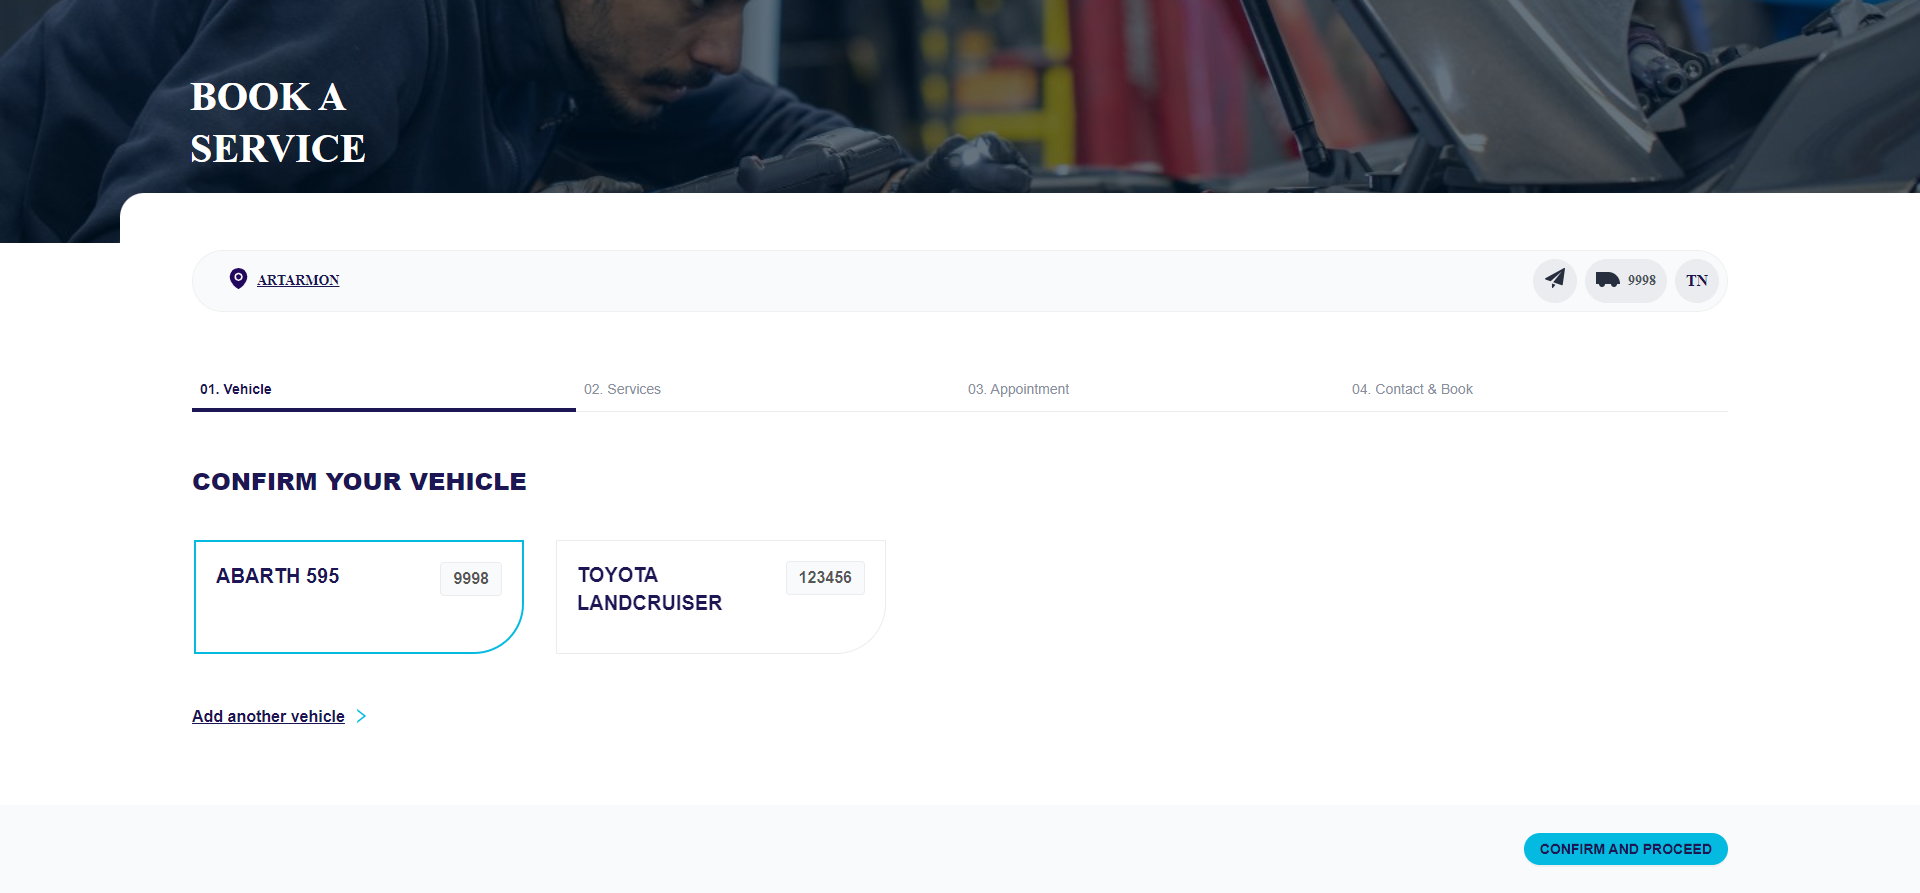 BOOK A
SERVICE
ARTARMON
9998
TN
01. Vehicle
02. Services
03. Appointment
04. Contact & Book
CONFIRM YOUR VEHICLE
ABARTH 595
9998
TOYOTA
LANDCRUISER
123456
Add another vehicle
CONFIRM AND PROCEED